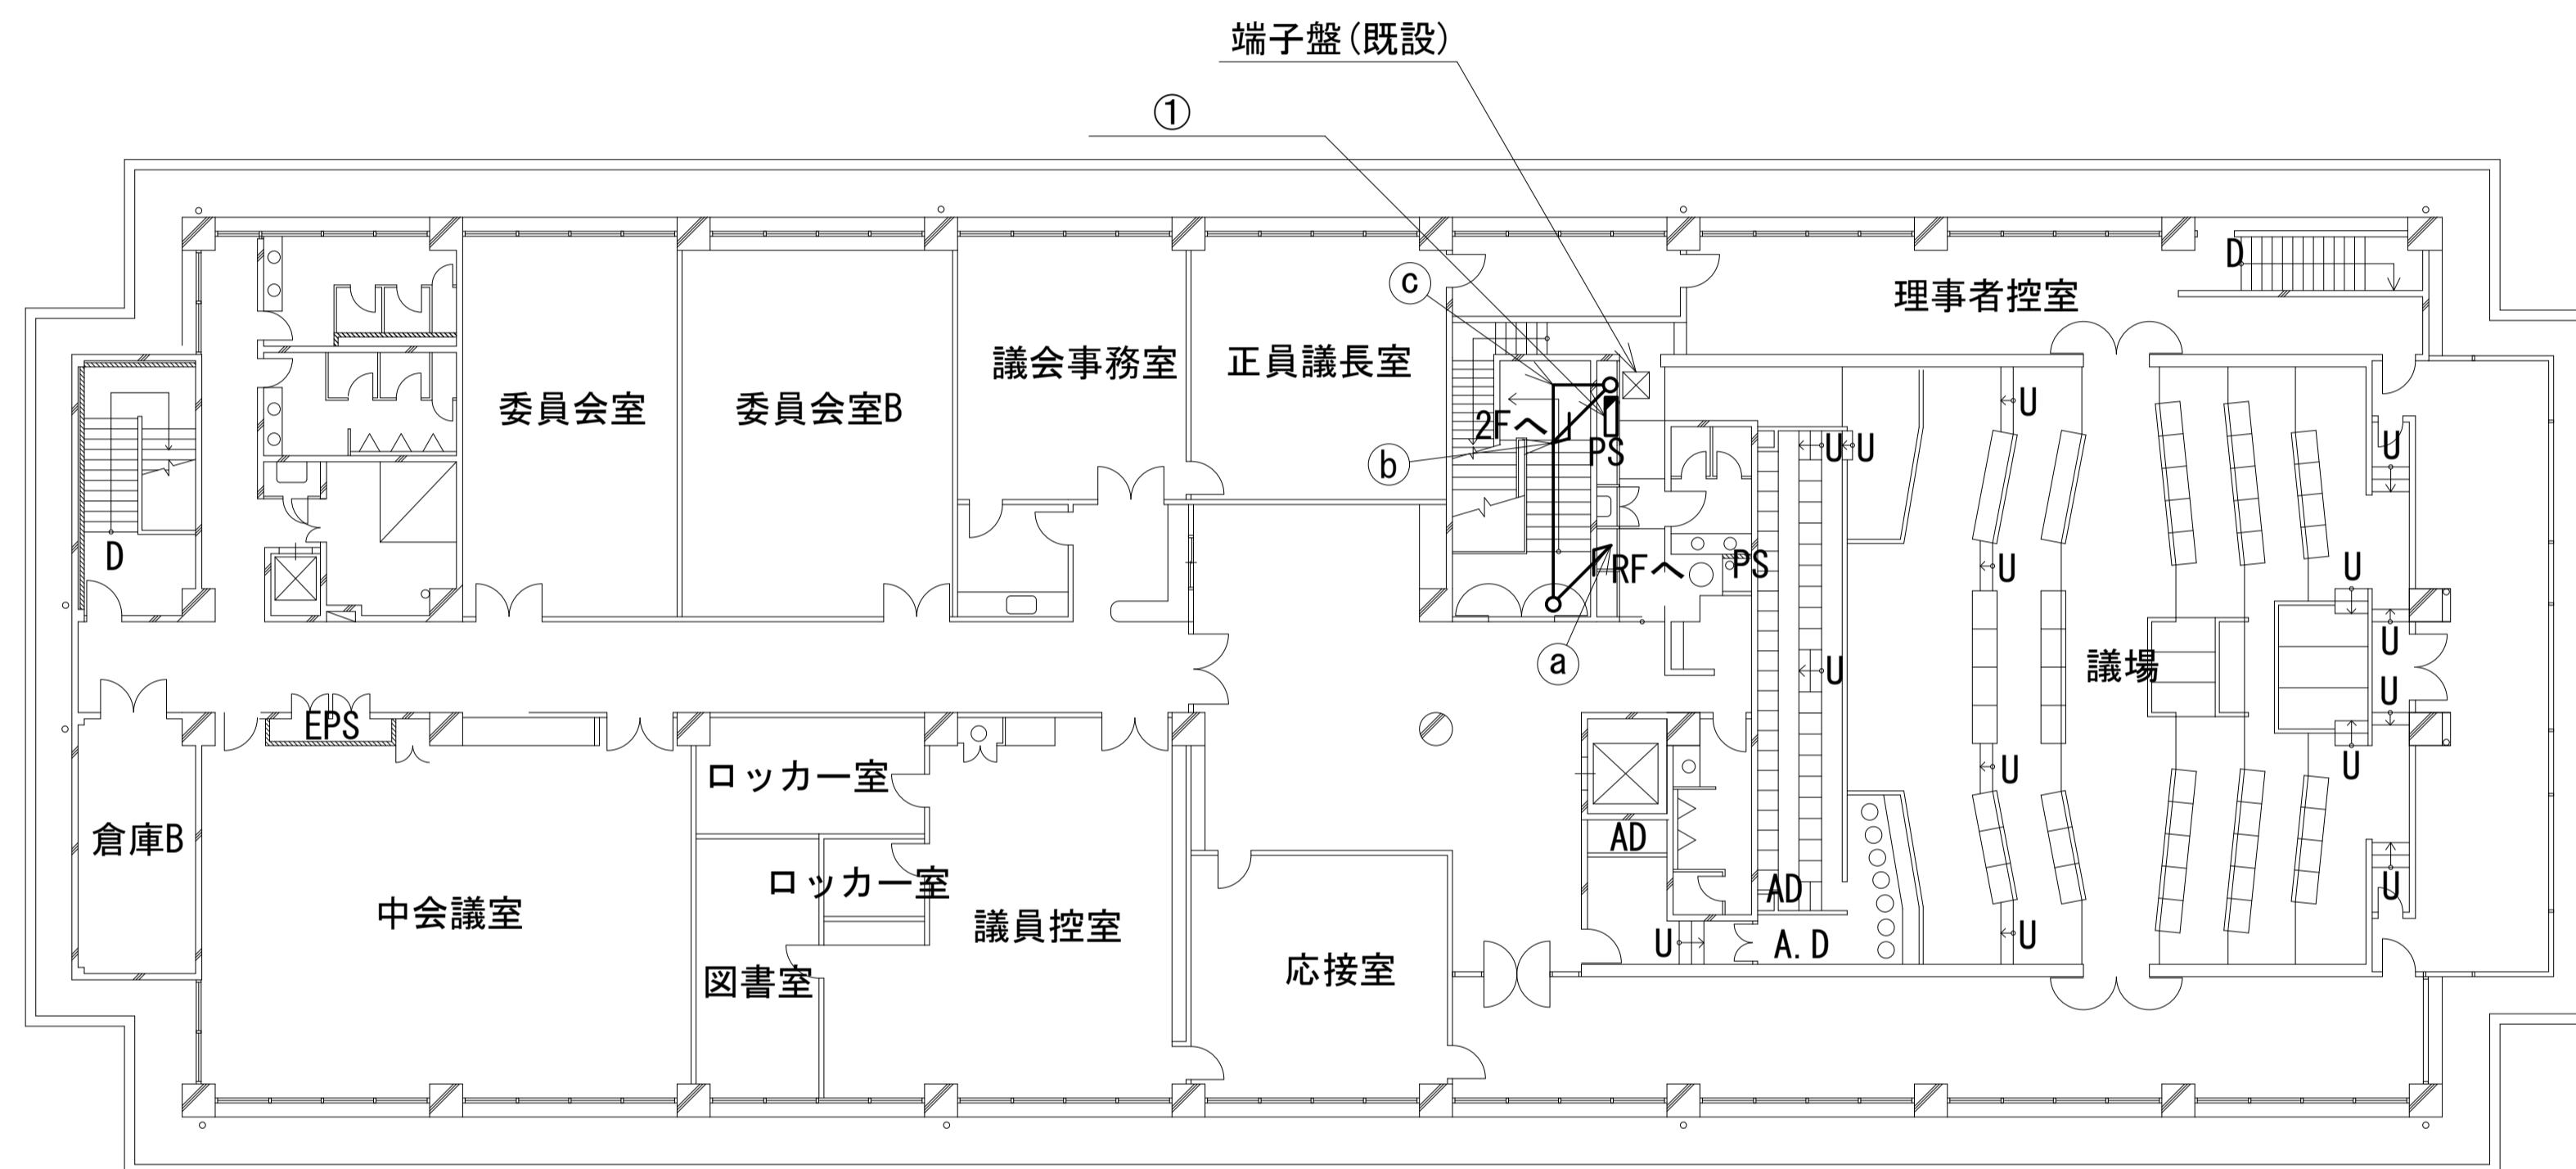 端子盤(既設)
①
D
c
理事者控室
議会事務室
正員議長室
委員会室
委員会室B
U
2Fへ
PS
U
U
U
b
D
RFへ
PS
U
U
a
U
議場
U
U
EPS
ロッカー室
U
U
倉庫B
AD
ロッカー室
AD
U
中会議室
議員控室
U
A.D
U
図書室
応接室